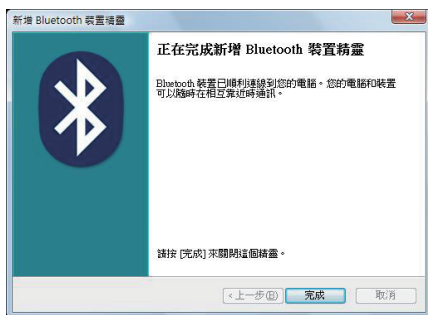 新增 Bluetooth 裝置精靈
正在完成新增 Bluetooth 裝置精靈
Bluetooth 裝置已順利連線到您的電腦。您的電腦和裝置
可以隨時在相互靠近時通訊。
請按 [完成] 來關閉這個精靈。
<上一步(B) 完成 取消